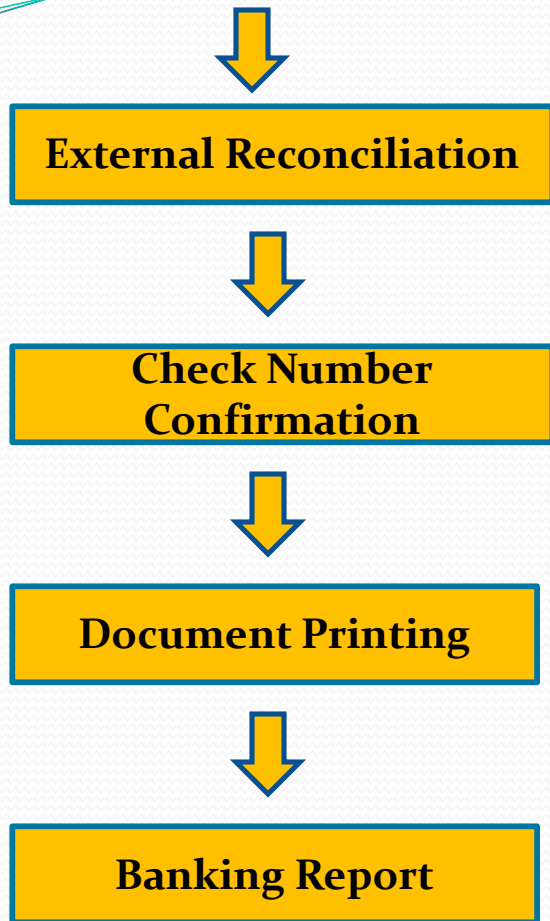 External Reconciliation
Check Number
Confirmation
Document Printing
Banking Report